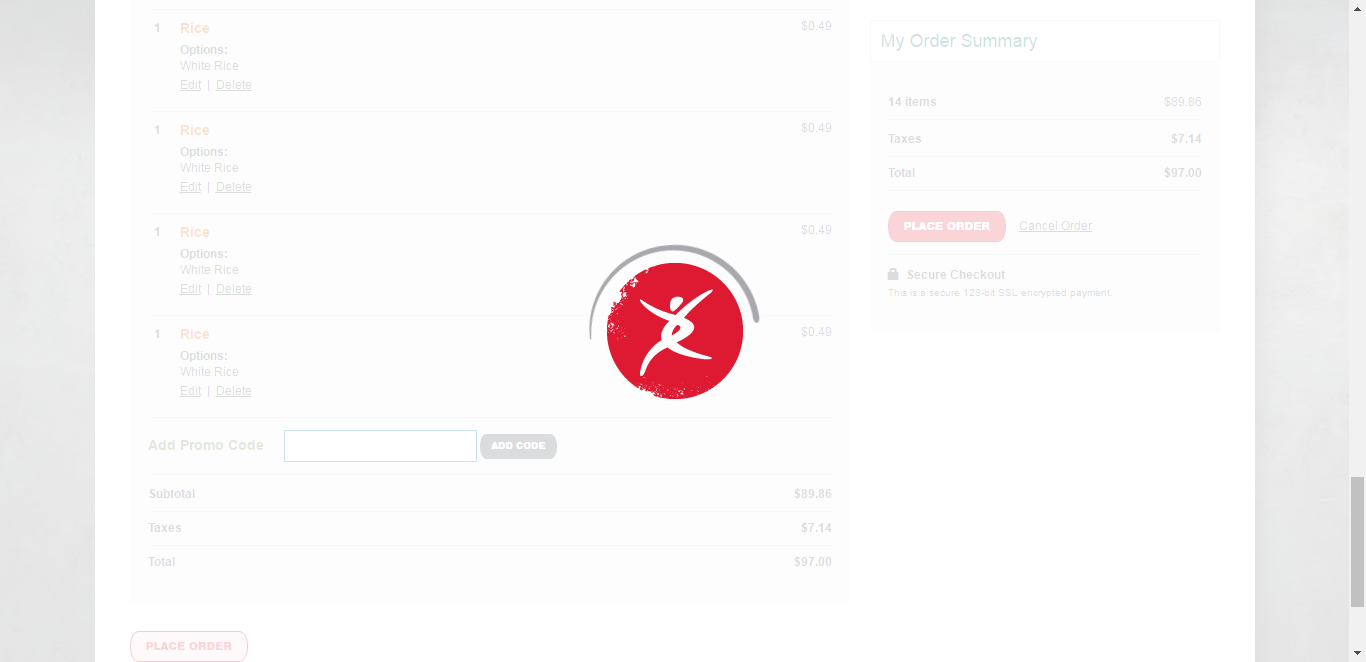 1 Rice $0.49
Options:
White Rice
Edit | Delete
1 Rice $0.49
Options:
White Rice
Edit | Delete
1 Rice $0.49
Options:
White Rice
Edit | Delete
1 Rice $0.49
Options:
White Rice
Edit | Delete
Add Promo Code ADD CODE
Subtotal $89.86
Taxes $7.14
Total $97.00
PLACE ORDER
My Order Summary
14 items $89.86
Taxes $7.14
Total $97.00
PLACE ORDER Cancel Order
Secure Checkout
This is a secure 128-bit SSL encrypted payment.